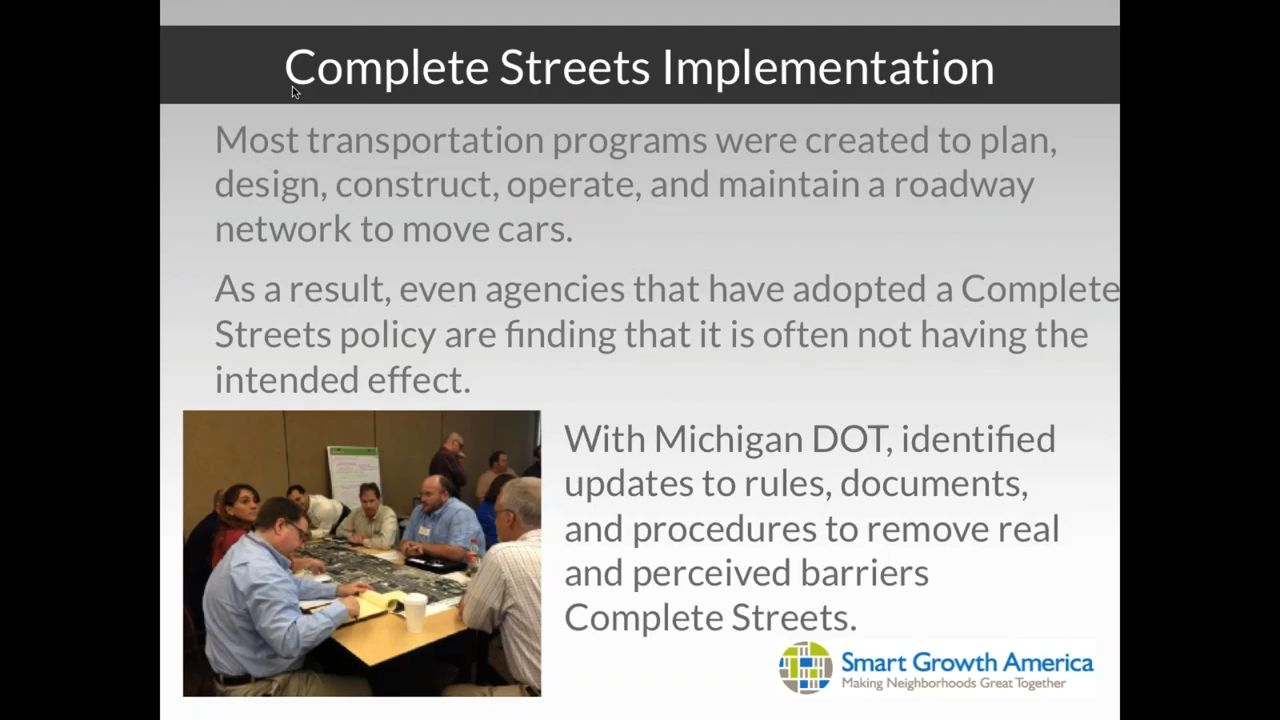 Complete Streets Implementation
Most transportation programs were created to plan,
design, construct, operate, and maintain a roadway
network to move cars.
As a result, even agencies that have adopted a Complete
Streets policy are finding that it is often not having the
intended effect.
With Michigan DOT, identified
updates to rules, documents,
and procedures to remove real
and perceived barriers
Complete Streets.
Smart Growth America
Making Neighborhoods Great Together